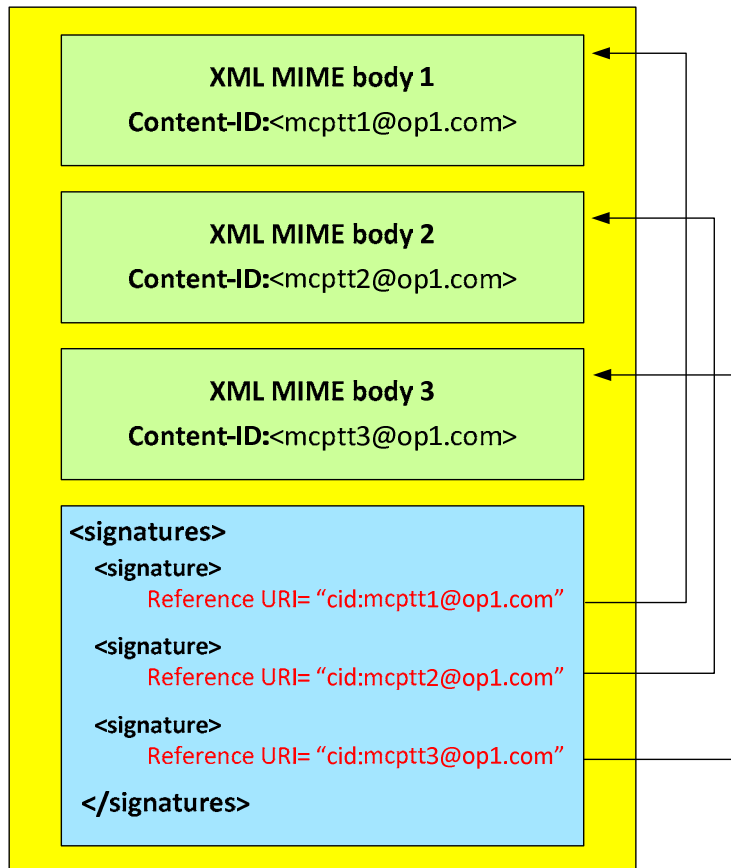 XML MIME body 1
Content-ID:<mcptt1@op1.com>
XML MIME body 2
Content-ID:<mcptt2@op1.com>
XML MIME body 3
Content-ID:<mcptt3@op1.com>
<signatures>
<signature>
Reference URI= “cid:mcptt1@op1.com”
<signature>
Reference URI= “cid:mcptt2@op1.com”
<signature>
Reference URI= “cid:mcptt3@op1.com”
</signatures>